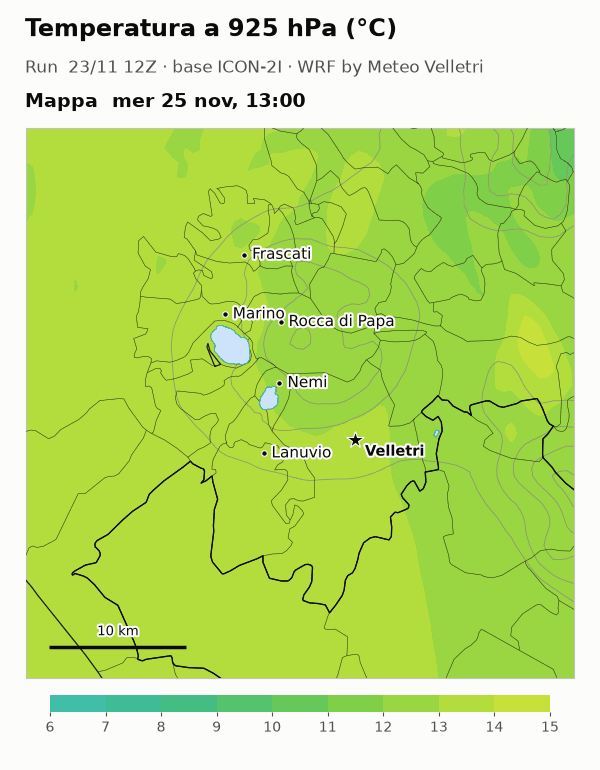 Temperatura a 925 hPa (°C)
Run  23/11 12Z · base ICON-2I · WRF by Meteo Velletri
Mappa  mer 25 nov, 13:00
Frascati
Marino
Rocca di Papa
Nemi
Velletri
Lanuvio
10 km
6 7 8 9 10 11 12 13 14 15